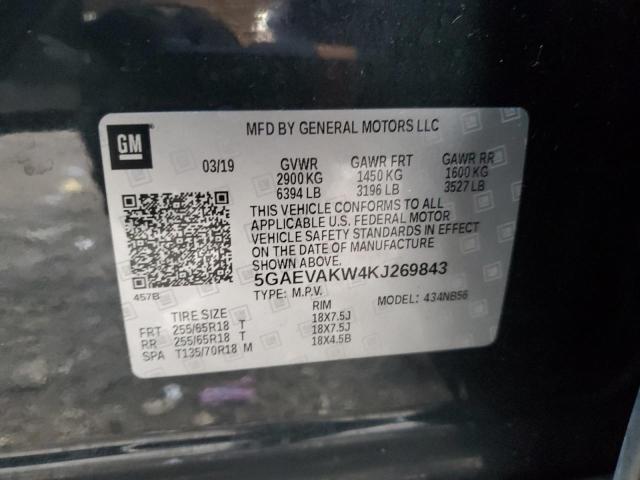 GM
MFD BY GENERAL MOTORS LLC
03/19 GVWR GAWR FRT GAWR RR
2900 KG 1450 KG 1600 KG
6394 LB 3196 LB 3527 LB
THIS VEHICLE CONFORMS TO ALL
APPLICABLE U.S. FEDERAL MOTOR
VEHICLE SAFETY STANDARDS IN EFFECT
ON THE DATE OF MANUFACTURE
SHOWN ABOVE.
5GAEVAKW4KJ269843
457B TYPE: M.P.V. MODEL: 434NB56
TIRE SIZE RIM
FRT 255/65R18 T 18X7.5J
RR 255/65R18 T 18X7.5J
SPA T135/70R18 M 18X4.5B